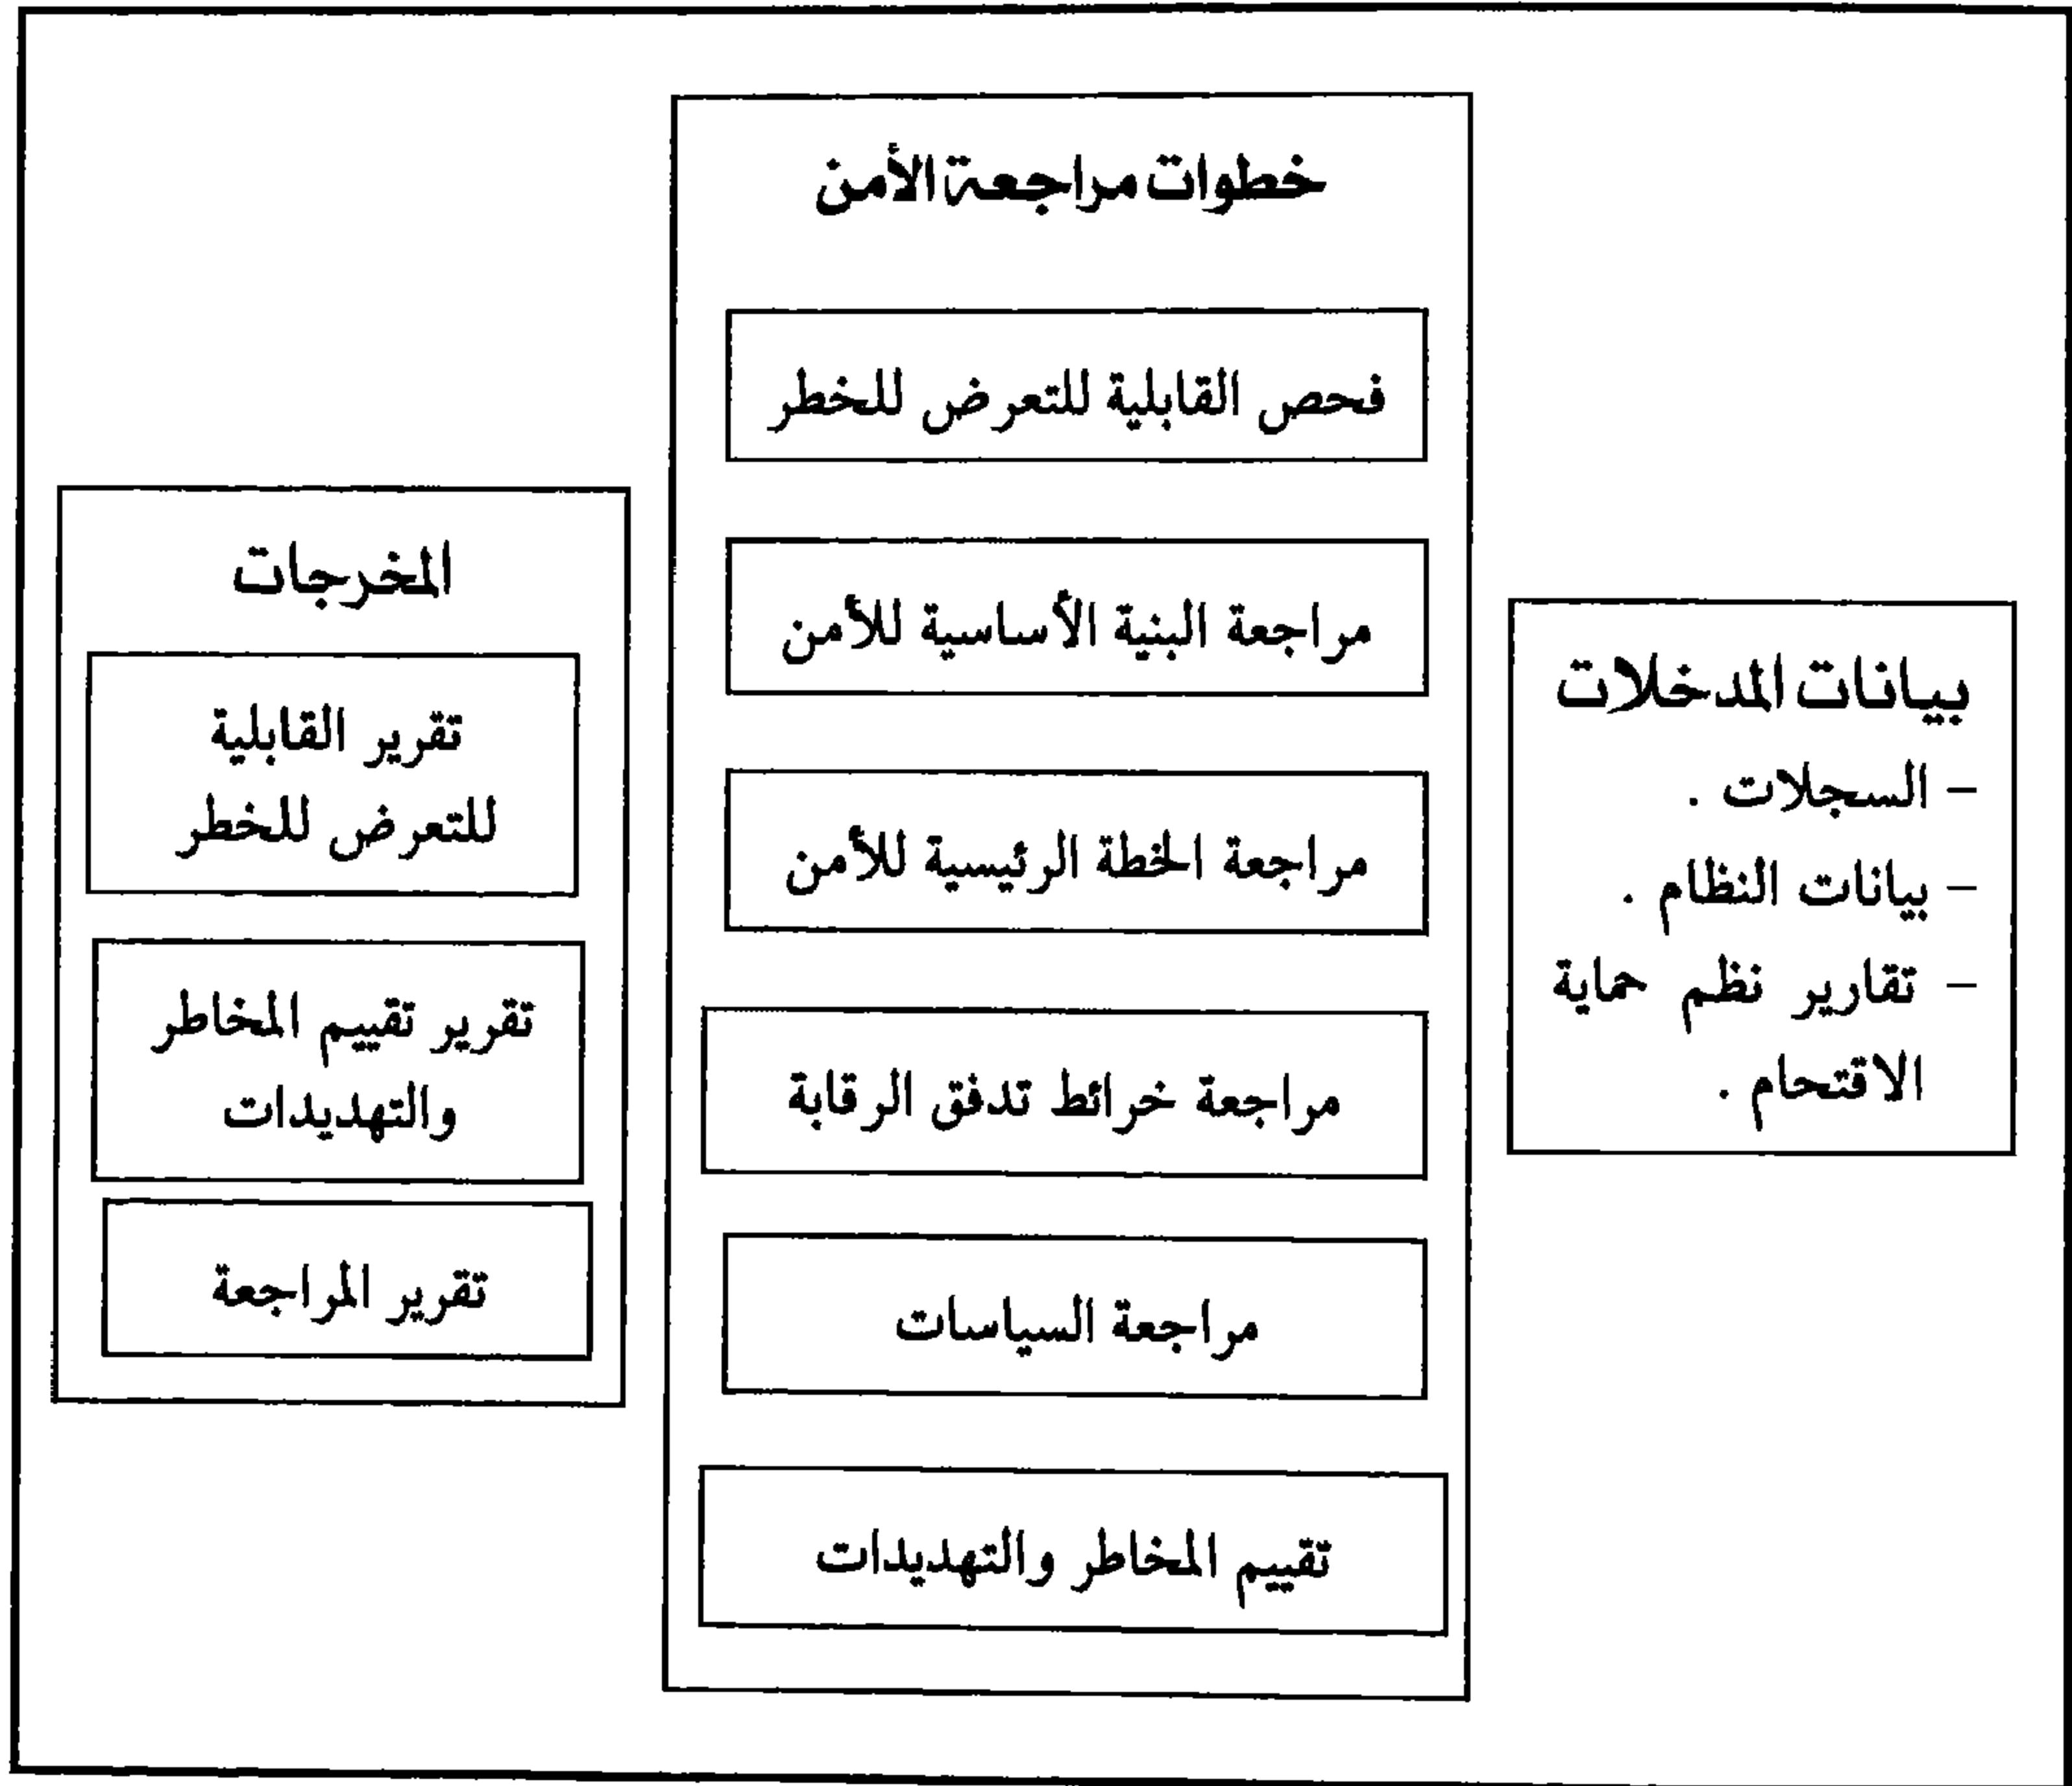 بيانات المدخلات
– السجلات .
– بيانات النظام .
– تقارير نظم حماية
الاقتحام .
خطوات مراجعة الأمن
فحص القابلية للتعرض للخطر
مراجعة البنية الأساسية للأمن
مراجعة الخطة الرئيسية للأمن
مراجعة خرائط تدفق الرقابة
مراجعة السياسات
تقييم المخاطر والتهديدات
المخرجات
تقرير القابلية
للتعرض للخطر
تقرير تقييم المخاطر
والتهديدات
تقرير المراجعة